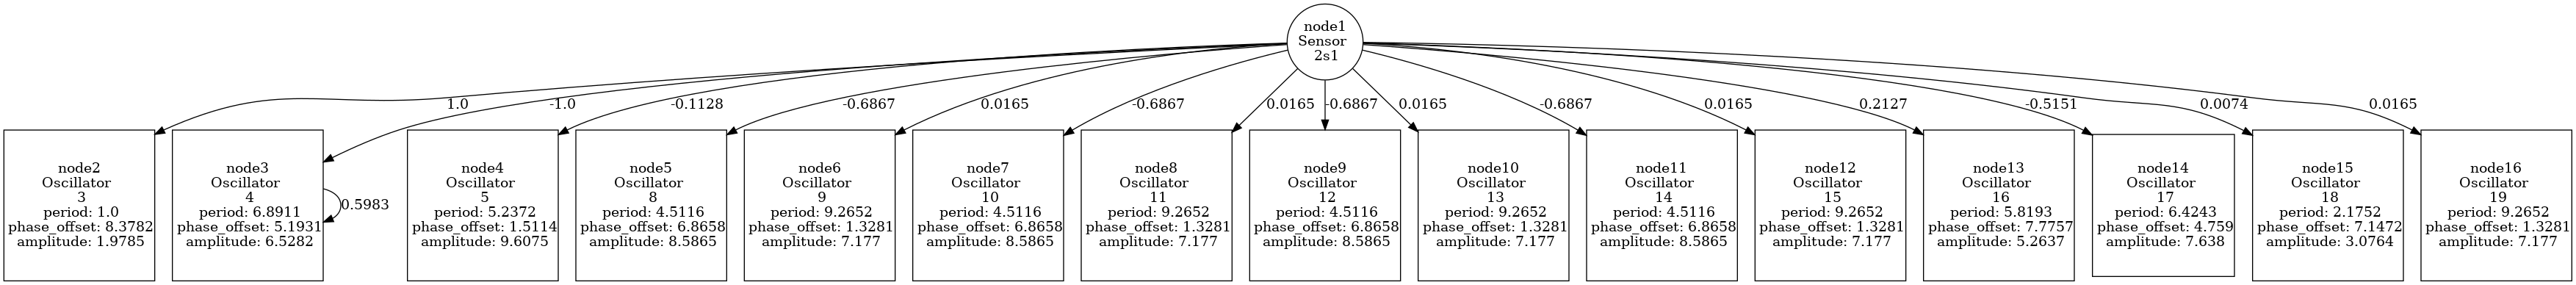 node1
Sensor
2s1
1.0
-1.0
-0.1128
-0.6867
0.0165
-0.6867
0.0165
-0.6867
0.0165
-0.6867
0.0165
0.2127
-0.5151
0.0074
0.0165
node2
Oscillator
3
period: 1.0
phase_offset: 8.3782
amplitude: 1.9785
node3
Oscillator
4
period: 6.8911
phase_offset: 5.1931
amplitude: 6.5282
0.5983
node4
Oscillator
5
period: 5.2372
phase_offset: 1.5114
amplitude: 9.6075
node5
Oscillator
8
period: 4.5116
phase_offset: 6.8658
amplitude: 8.5865
node6
Oscillator
9
period: 9.2652
phase_offset: 1.3281
amplitude: 7.177
node7
Oscillator
10
period: 4.5116
phase_offset: 6.8658
amplitude: 8.5865
node8
Oscillator
11
period: 9.2652
phase_offset: 1.3281
amplitude: 7.177
node9
Oscillator
12
period: 4.5116
phase_offset: 6.8658
amplitude: 8.5865
node10
Oscillator
13
period: 9.2652
phase_offset: 1.3281
amplitude: 7.177
node11
Oscillator
14
period: 4.5116
phase_offset: 6.8658
amplitude: 8.5865
node12
Oscillator
15
period: 9.2652
phase_offset: 1.3281
amplitude: 7.177
node13
Oscillator
16
period: 5.8193
phase_offset: 7.7757
amplitude: 5.2637
node14
Oscillator
17
period: 6.4243
phase_offset: 4.759
amplitude: 7.638
node15
Oscillator
18
period: 2.1752
phase_offset: 7.1472
amplitude: 3.0764
node16
Oscillator
19
period: 9.2652
phase_offset: 1.3281
amplitude: 7.177